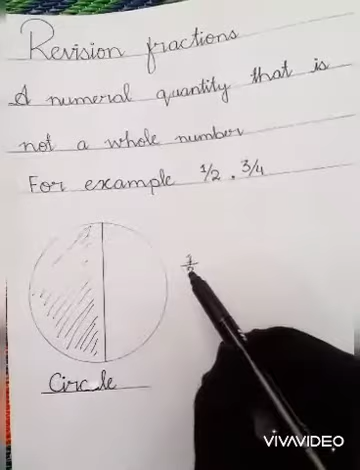 Revision fractions
A numeral quantity that is
not a whole number
For example 1/2 , 3/4
1/2
Circle
VIVAVIDEO